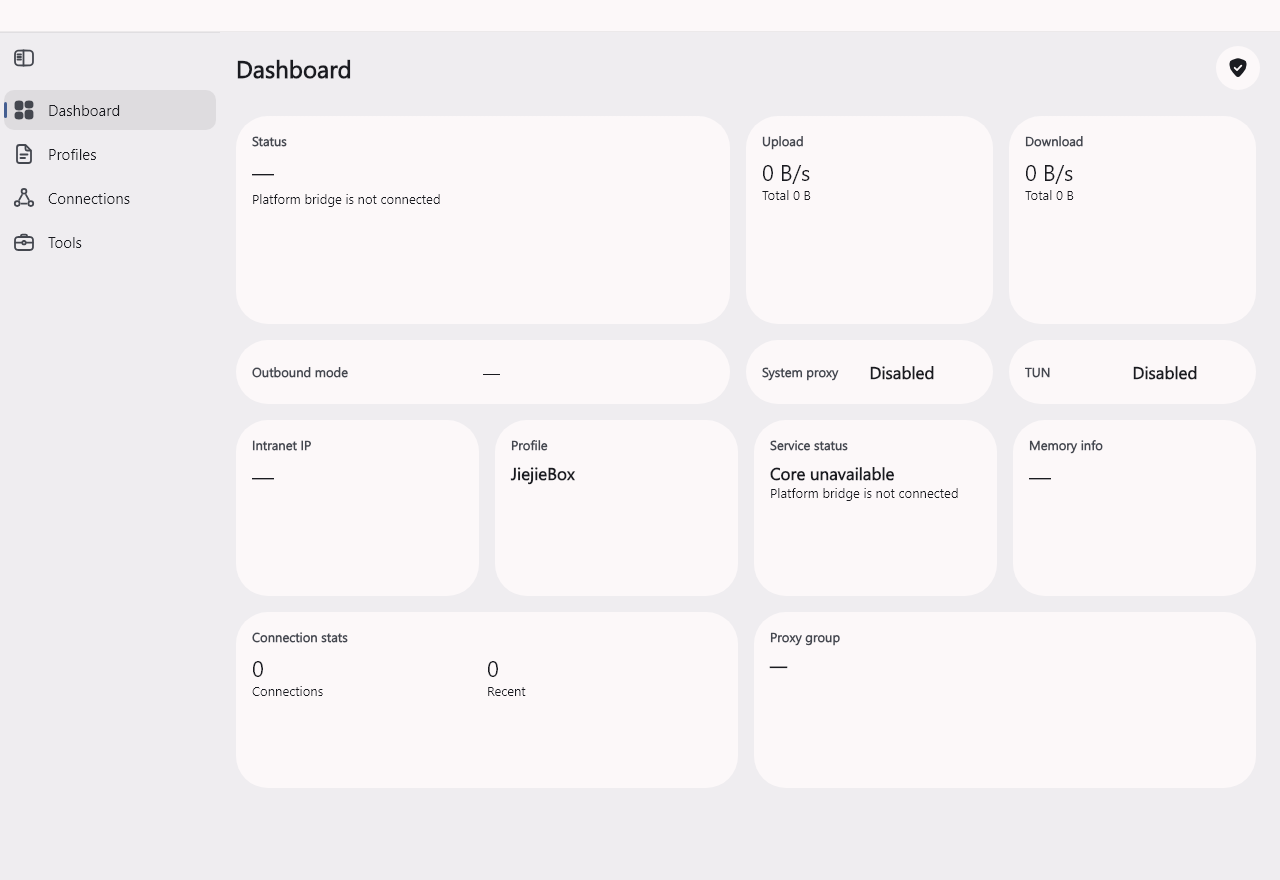 Dashboard
Dashboard
Profiles
Connections
Tools
Status
—
Platform bridge is not connected
Upload
0 B/s
Total 0 B
Download
0 B/s
Total 0 B
Outbound mode
—
System proxy
Disabled
TUN
Disabled
Intranet IP
—
Profile
JiejieBox
Service status
Core unavailable
Platform bridge is not connected
Memory info
—
Connection stats
0
Connections
0
Recent
Proxy group
—